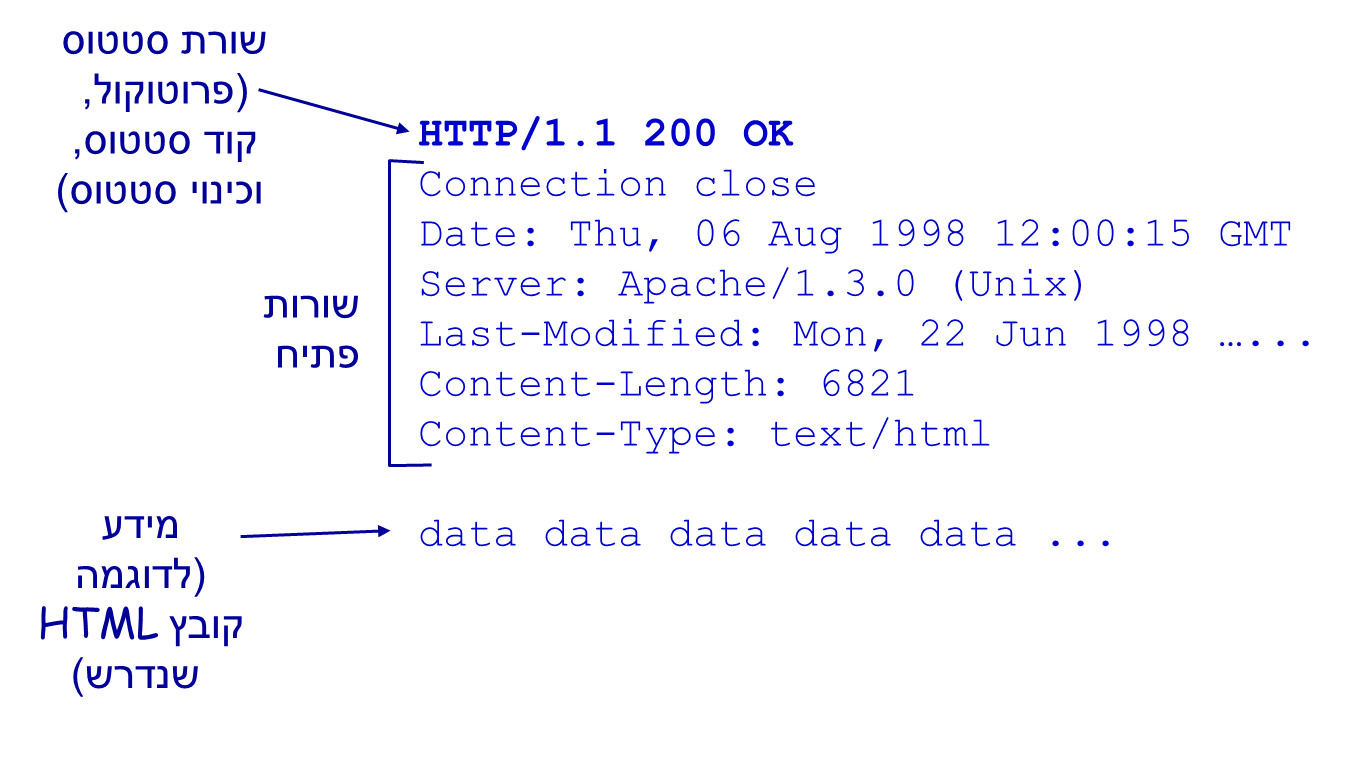 שורת סטטוס
(פרוטוקול,
קוד סטטוס,
וכינוי סטטוס)
HTTP/1.1 200 OK
Connection close
Date: Thu, 06 Aug 1998 12:00:15 GMT
Server: Apache/1.3.0 (Unix)
Last-Modified: Mon, 22 Jun 1998 …...
Content-Length: 6821
Content-Type: text/html
שורות
פתיח
data data data data data ...
מידע
(לדוגמה
קובץ HTML
שנדרש)